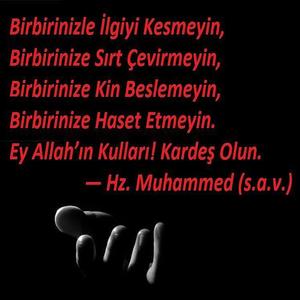 Birbirinizle İlgiyi Kesmeyin,
Birbirinize Sırt Çevirmeyin,
Birbirinize Kin Beslemeyin,
Birbirinize Haset Etmeyin.
Ey Allah'ın Kulları! Kardeş Olun.
— Hz. Muhammed (s.a.v.)